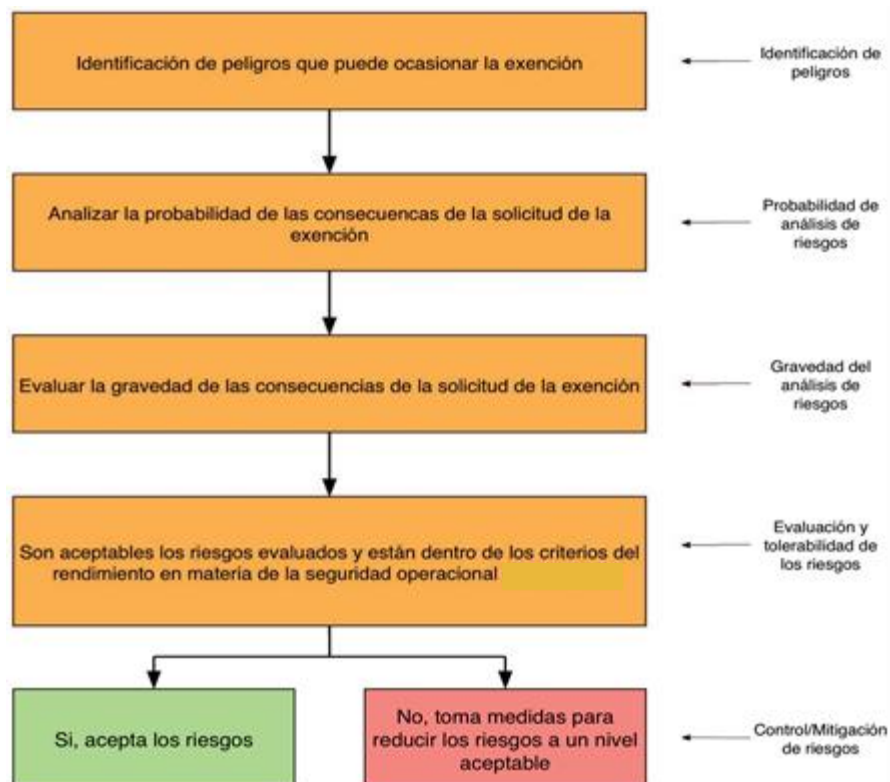 Identificación de peligros que puede ocasionar la exención
Identificación de
peligros
Analizar la probabilidad de las consecuencas de la solicitud de la
exención
Probabilidad de
análisis de
riesgos
Evaluar la gravedad de las consecuencias de la solicitud de la exención
Gravedad del
análisis de
riesgos
Son aceptables los riesgos evaluados y están dentro de los criterios del
rendimiento en materia de la seguridad operacional
Evaluación y
tolerabilidad de
los riesgos
Si, acepta los riesgos
No, toma medidas para
reducir los riesgos a un nivel
aceptable
Control/Mitigación
de riesgos